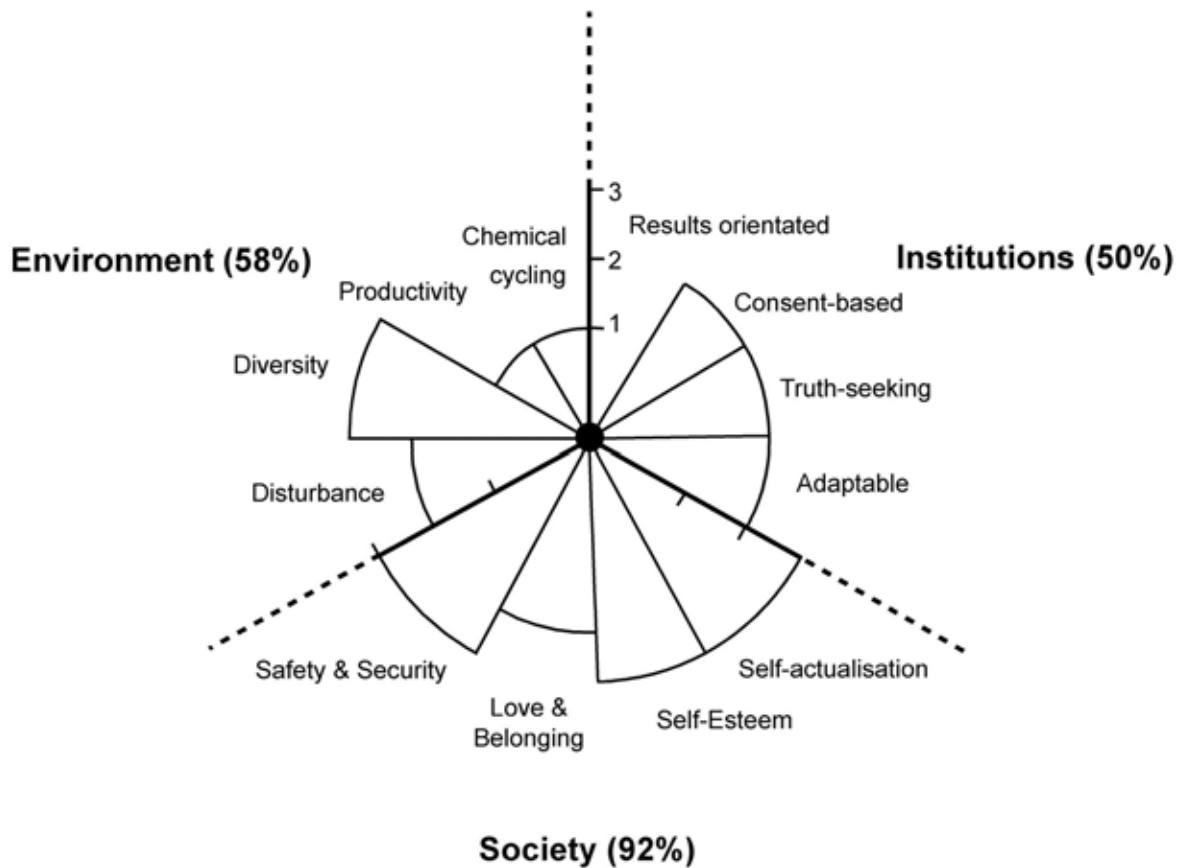 3
Chemical
cycling
Results orientated
Environment (58%)
Institutions (50%)
2
Productivity
Consent-based
1
Diversity
Truth-seeking
Disturbance
Adaptable
Safety & Security
Self-actualisation
Love &
Belonging
Self-Esteem
Society (92%)